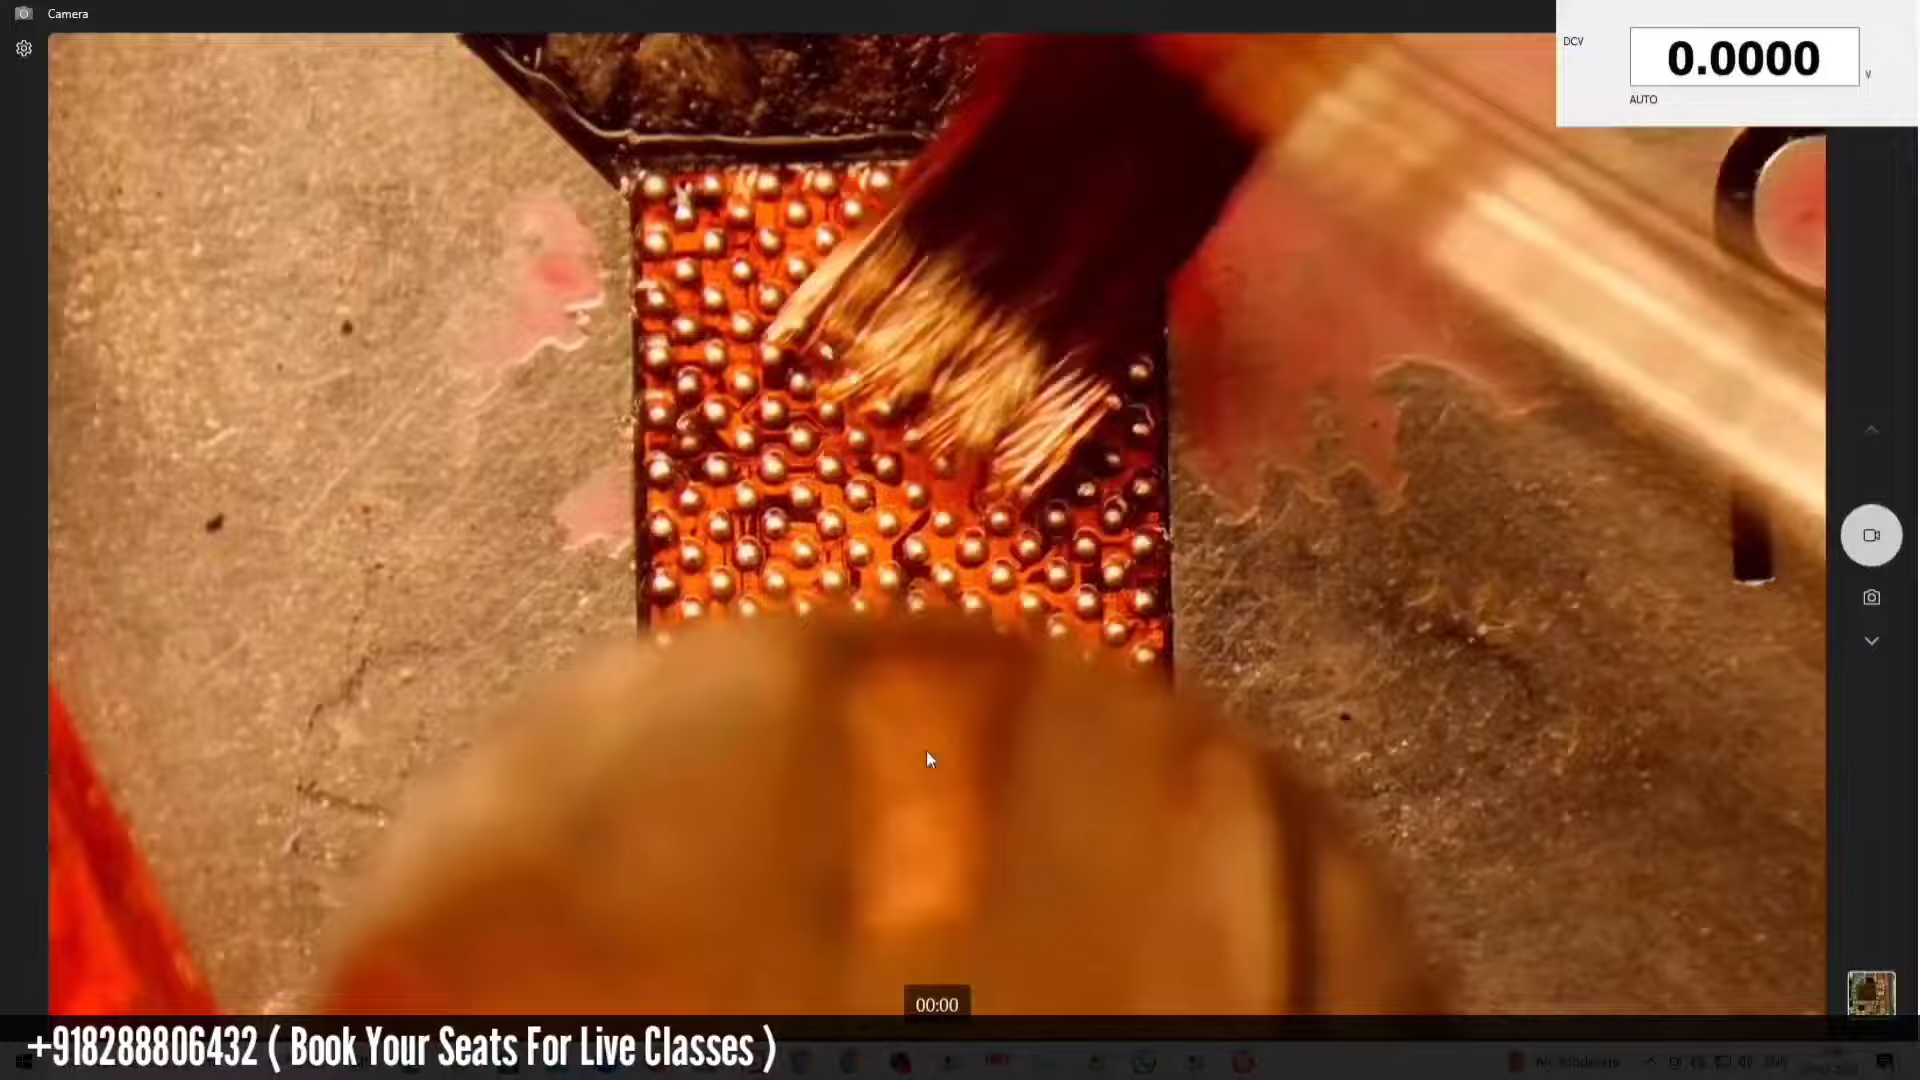 Camera
DCV
0.0000
V
AUTO
00:00
+918288806432 ( Book Your Seats For Live Classes )